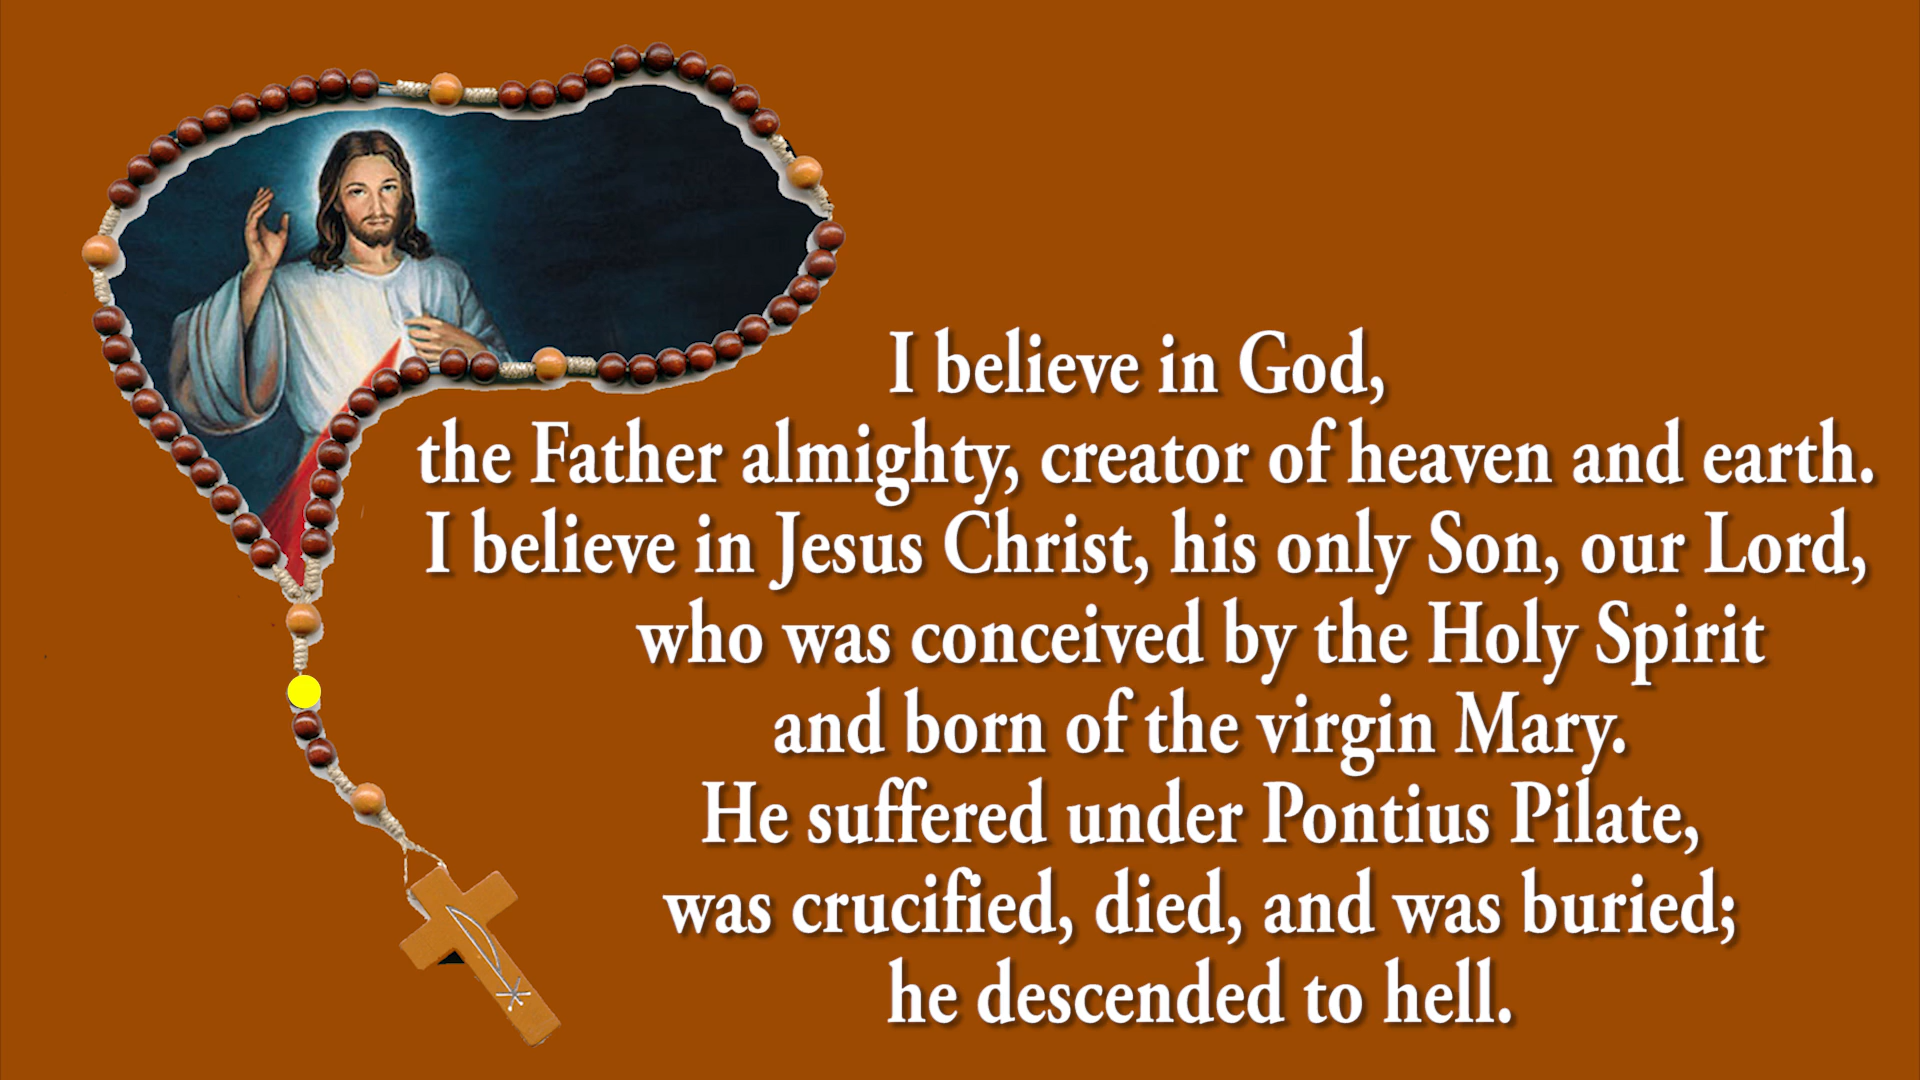 I believe in God,
the Father almighty, creator of heaven and earth.
I believe in Jesus Christ, his only Son, our Lord,
who was conceived by the Holy Spirit
and born of the virgin Mary.
He suffered under Pontius Pilate,
was crucified, died, and was buried;
he descended to hell.